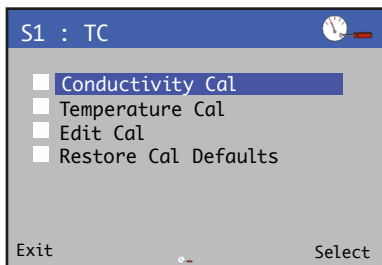 S1 : TC
Conductivity Cal
Temperature Cal
Edit Cal
Restore Cal Defaults
Exit Select